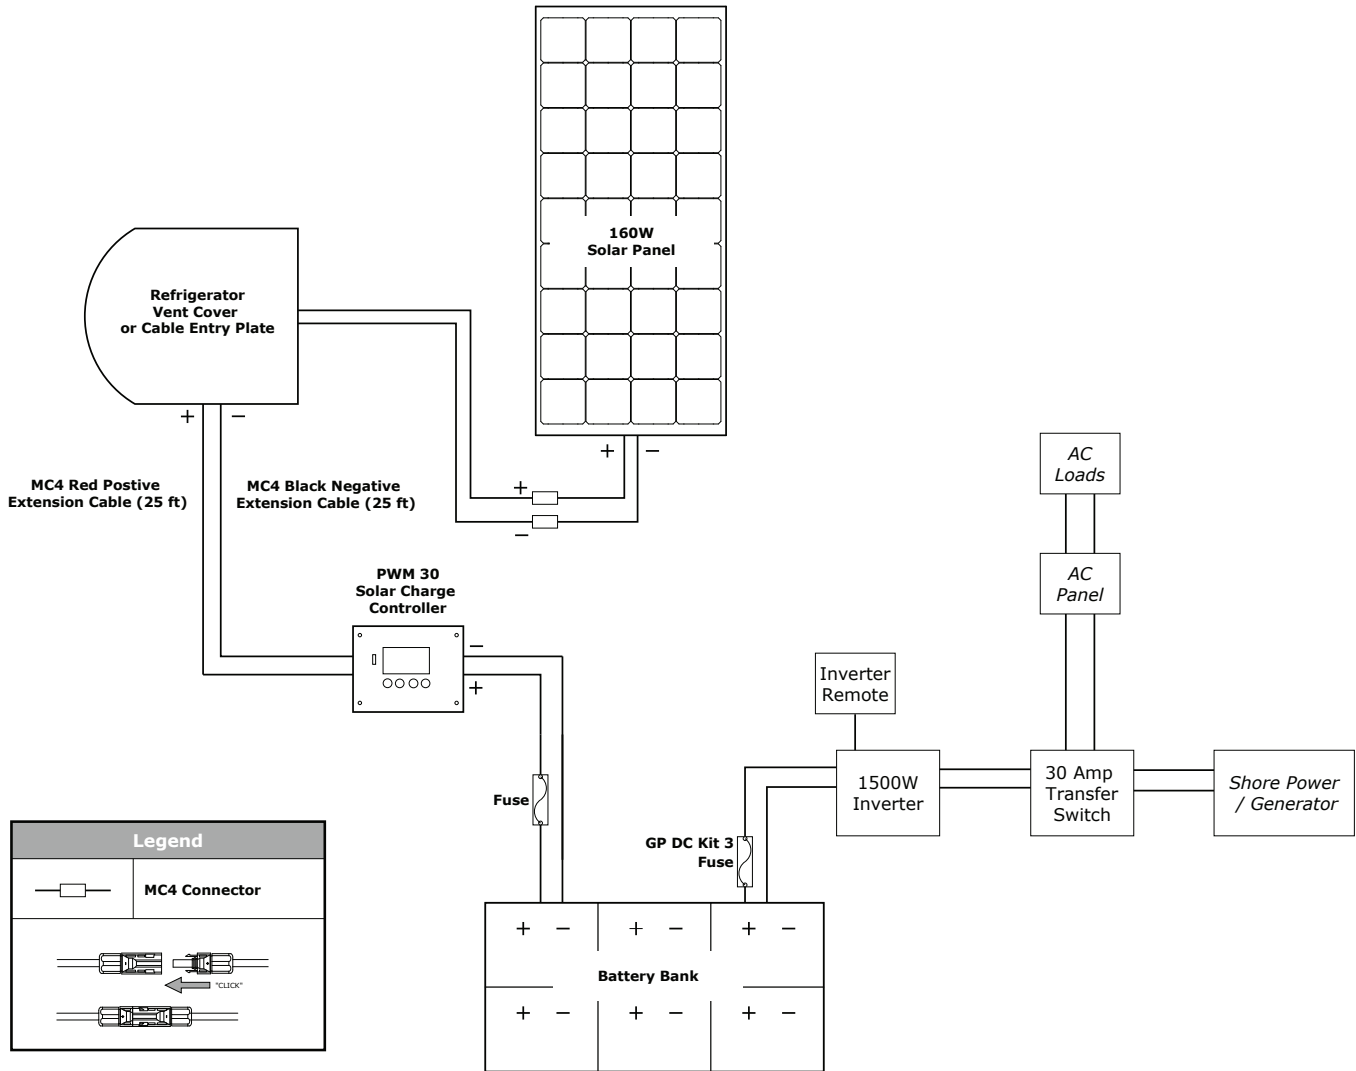 160W
Solar Panel
Refrigerator
Vent Cover
or Cable Entry Plate
+ −
+ −
MC4 Red Postive
Extension Cable (25 ft)
MC4 Black Negative
Extension Cable (25 ft)
+
−
AC
Loads
AC
Panel
PWM 30
Solar Charge
Controller
−
+
Inverter
Remote
1500W
Inverter
30 Amp
Transfer
Switch
Shore Power
/ Generator
Fuse
GP DC Kit 3
Fuse
Legend
MC4 Connector
"CLICK"
+ − + − + −
Battery Bank
+ − + − + −